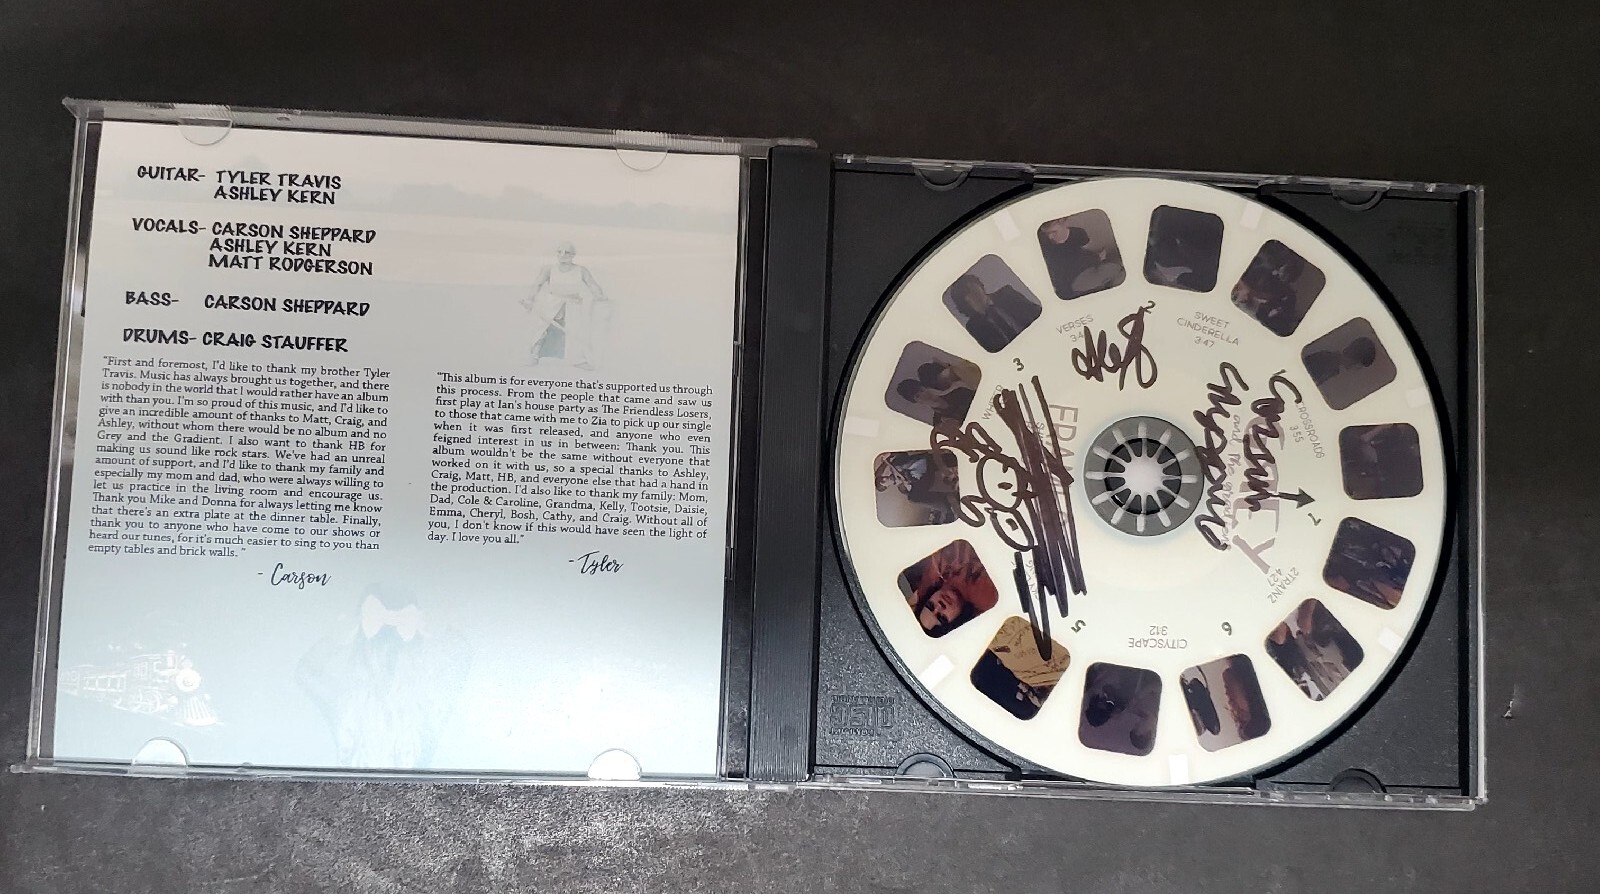 GUITAR- TYLER TRAVIS
ASHLEY KERN
VOCALS- CARSON SHEPPARD
ASHLEY KERN
MATT RODGERSON
BASS- CARSON SHEPPARD
DRUMS- CRAIG STAUFFER
"First and foremost, I'd like to thank my brother Tyler
Travis. Music has always brought us together, and there
is nobody in the world that I would rather have an album
with than you. I'm so proud of this music, and I'd like to
give an incredible amount of thanks to Matt, Craig, and
Ashley, without whom there would be no album and no
Grey and the Gradient. I also want to thank HB for
making us sound like rock stars. We've had an unreal
amount of support, and I'd like to thank my family and
especially my mom and dad, who were always willing to
let us practice in the living room and encourage us.
Thank you Mike and Donna for always letting me know
that there's an extra plate at the dinner table. Finally,
thank you to anyone who have come to our shows or
heard our tunes, for it's much easier to sing to you than
empty tables and brick walls. "
- Carson
"This album is for everyone that's supported us through
this process. From the people that came and saw us
first play at Ian's house party as The Friendless Losers,
to those that came with me to Zia to pick up our single
when it was first released, and anyone who even
feigned interest in us in between: Thank you. This
album wouldn't be the same without everyone that
worked on it with us, so a special thanks to Ashley,
Craig, Matt, HB, and everyone else that had a hand in
the production. I'd also like to thank my family: Mom,
Dad, Cole & Caroline, Grandma, Kelly, Tootsie, Daisie,
Emma, Cheryl, Bosh, Cathy, and Craig. Without all of
you, I don't know if this would have seen the light of
day. I love you all."
- Tyler
2
VERSES
SWEET
CINDERELLA
3:47
3
CROSSROADS
3:55
Carson
Sheppard
7
2TRAINZ
4:27
6
CITYSCAPE
3:12
5